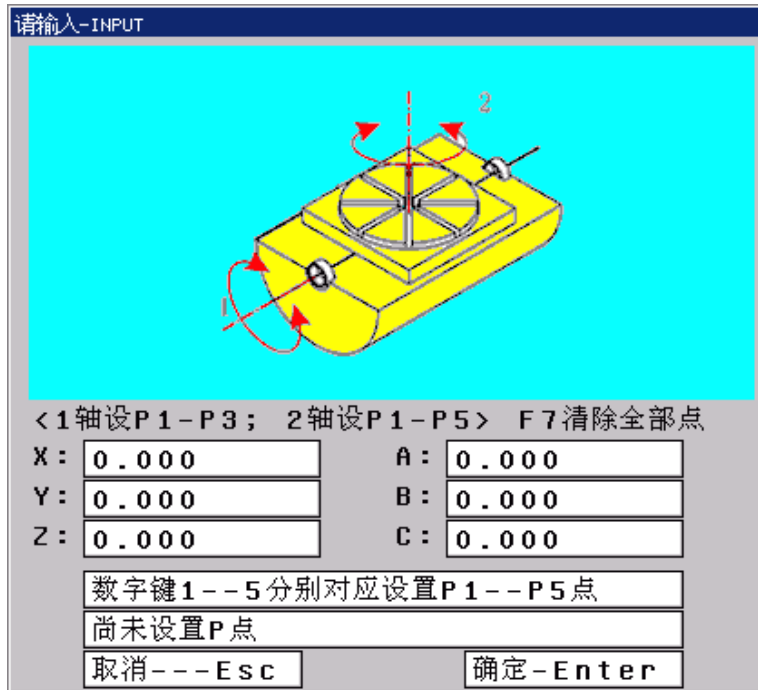 请输入-INPUT
2
1
<1轴设P1-P3; 2轴设P1-P5> F7清除全部点
X: 0.000 A: 0.000
Y: 0.000 B: 0.000
Z: 0.000 C: 0.000
数字键1--5分别对应设置P1--P5点
尚未设置P点
取消---Esc 确定-Enter